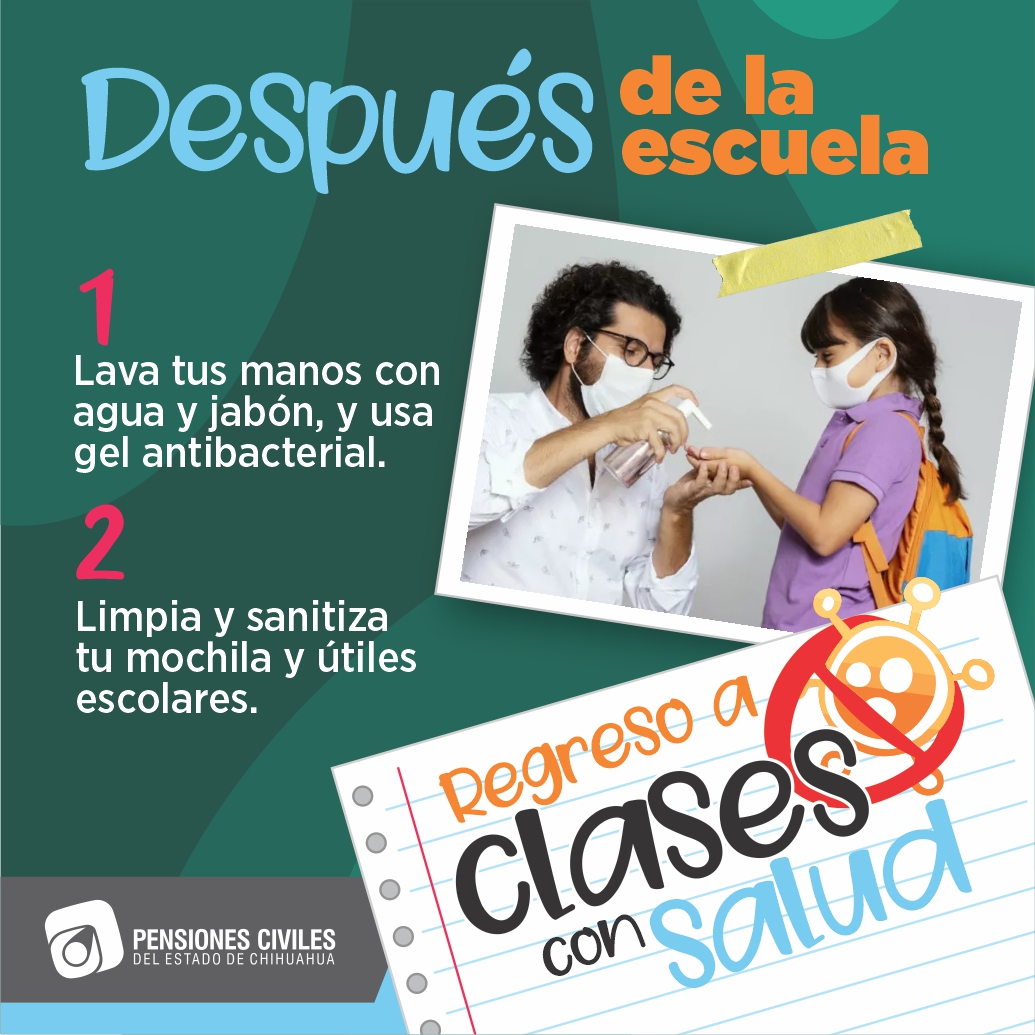 Después
de la
escuela
1
Lava tus manos con
agua y jabón, y usa
gel antibacterial.
2
Limpia y sanitiza
tu mochila y útiles
escolares.
Regreso a
clases
con salud
PENSIONES CIVILES
DEL ESTADO DE CHIHUAHUA